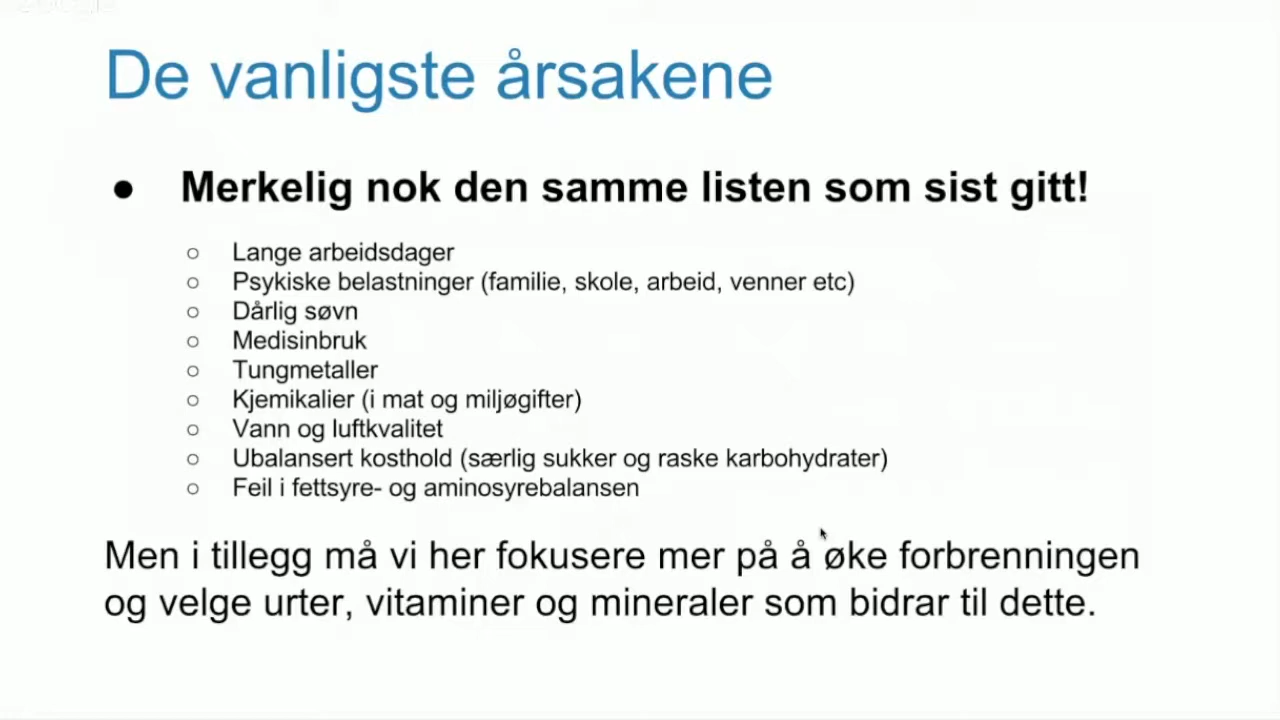 De vanligste årsakene
● Merkelig nok den samme listen som sist gitt!
○ Lange arbeidsdager
○ Psykiske belastninger (familie, skole, arbeid, venner etc)
○ Dårlig søvn
○ Medisinbruk
○ Tungmetaller
○ Kjemikalier (i mat og miljøgifter)
○ Vann og luftkvalitet
○ Ubalansert kosthold (særlig sukker og raske karbohydrater)
○ Feil i fettsyre- og aminosyrebalansen
Men i tillegg må vi her fokusere mer på å øke forbrenningen
og velge urter, vitaminer og mineraler som bidrar til dette.